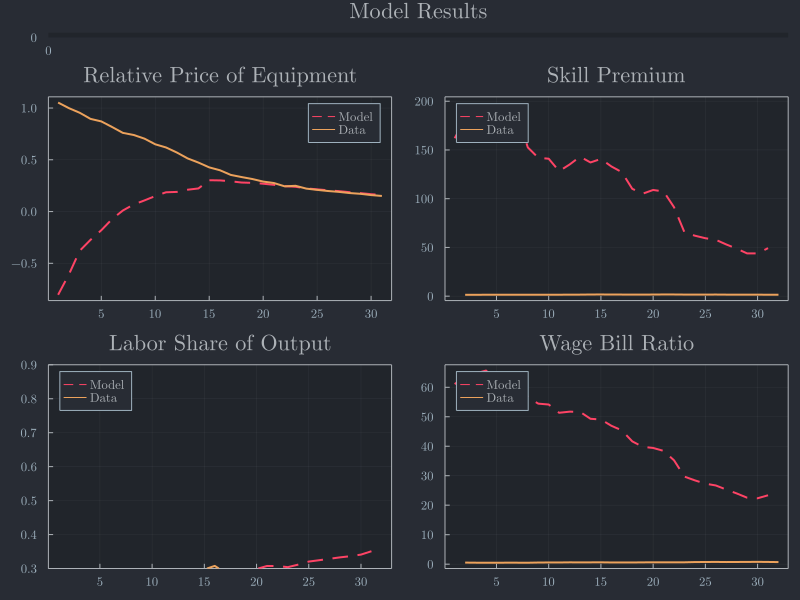 Model Results
0
0
Relative Price of Equipment
1.0
0.5
0.0
−0.5
Model
Data
5 10 15 20 25 30
Skill Premium
200
150
100
50
0
Model
Data
5 10 15 20 25 30
Labor Share of Output
0.9
0.8
0.7
0.6
0.5
0.4
0.3
Model
Data
5 10 15 20 25 30
Wage Bill Ratio
60
50
40
30
20
10
0
Model
Data
5 10 15 20 25 30